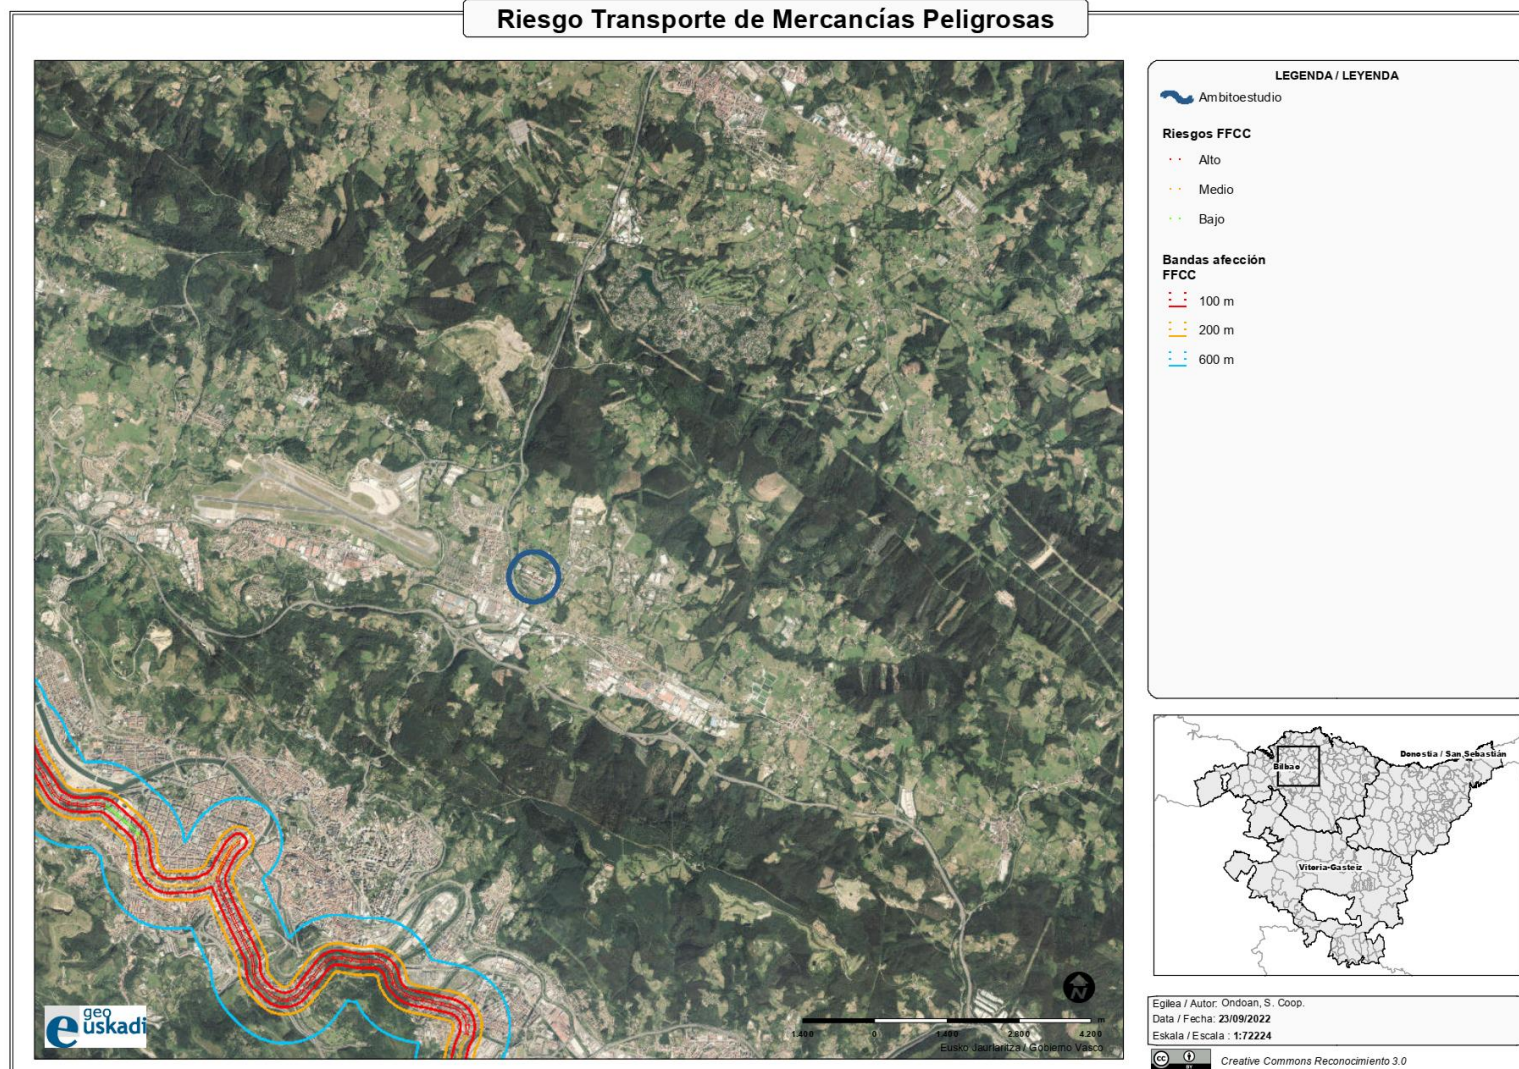 Riesgo Transporte de Mercancías Peligrosas
LEGENDA / LEYENDA
Ambitoestudio
Riesgos FFCC
Alto
Medio
Bajo
Bandas afección
FFCC
100 m
200 m
600 m
Donostia / San Sebastián
Bilbao
Vitoria-Gasteiz
geo
euskadi
N
m
1.400 0 1.400 2.800 4.200
Eusko Jaurlaritza / Gobierno Vasco
Egilea / Autor: Ondoan, S. Coop.
Data / Fecha: 23/09/2022
Eskala / Escala : 1:72224
cc
BY
Creative Commons Reconocimiento 3.0